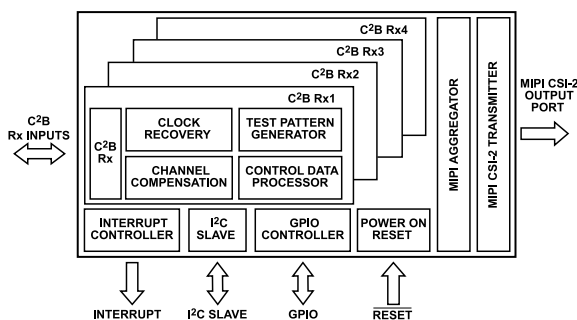 C²B Rx4
C²B Rx3
C²B Rx2
C²B Rx1
C²B
Rx INPUTS
C²B
Rx
CLOCK
RECOVERY
TEST PATTERN
GENERATOR
CHANNEL
COMPENSATION
CONTROL DATA
PROCESSOR
MIPI AGGREGATOR
MIPI CSI-2 TRANSMITTER
MIPI CSI-2
OUTPUT
PORT
INTERRUPT
CONTROLLER
I²C
SLAVE
GPIO
CONTROLLER
POWER ON
RESET
INTERRUPT
I²C SLAVE
GPIO
RESET